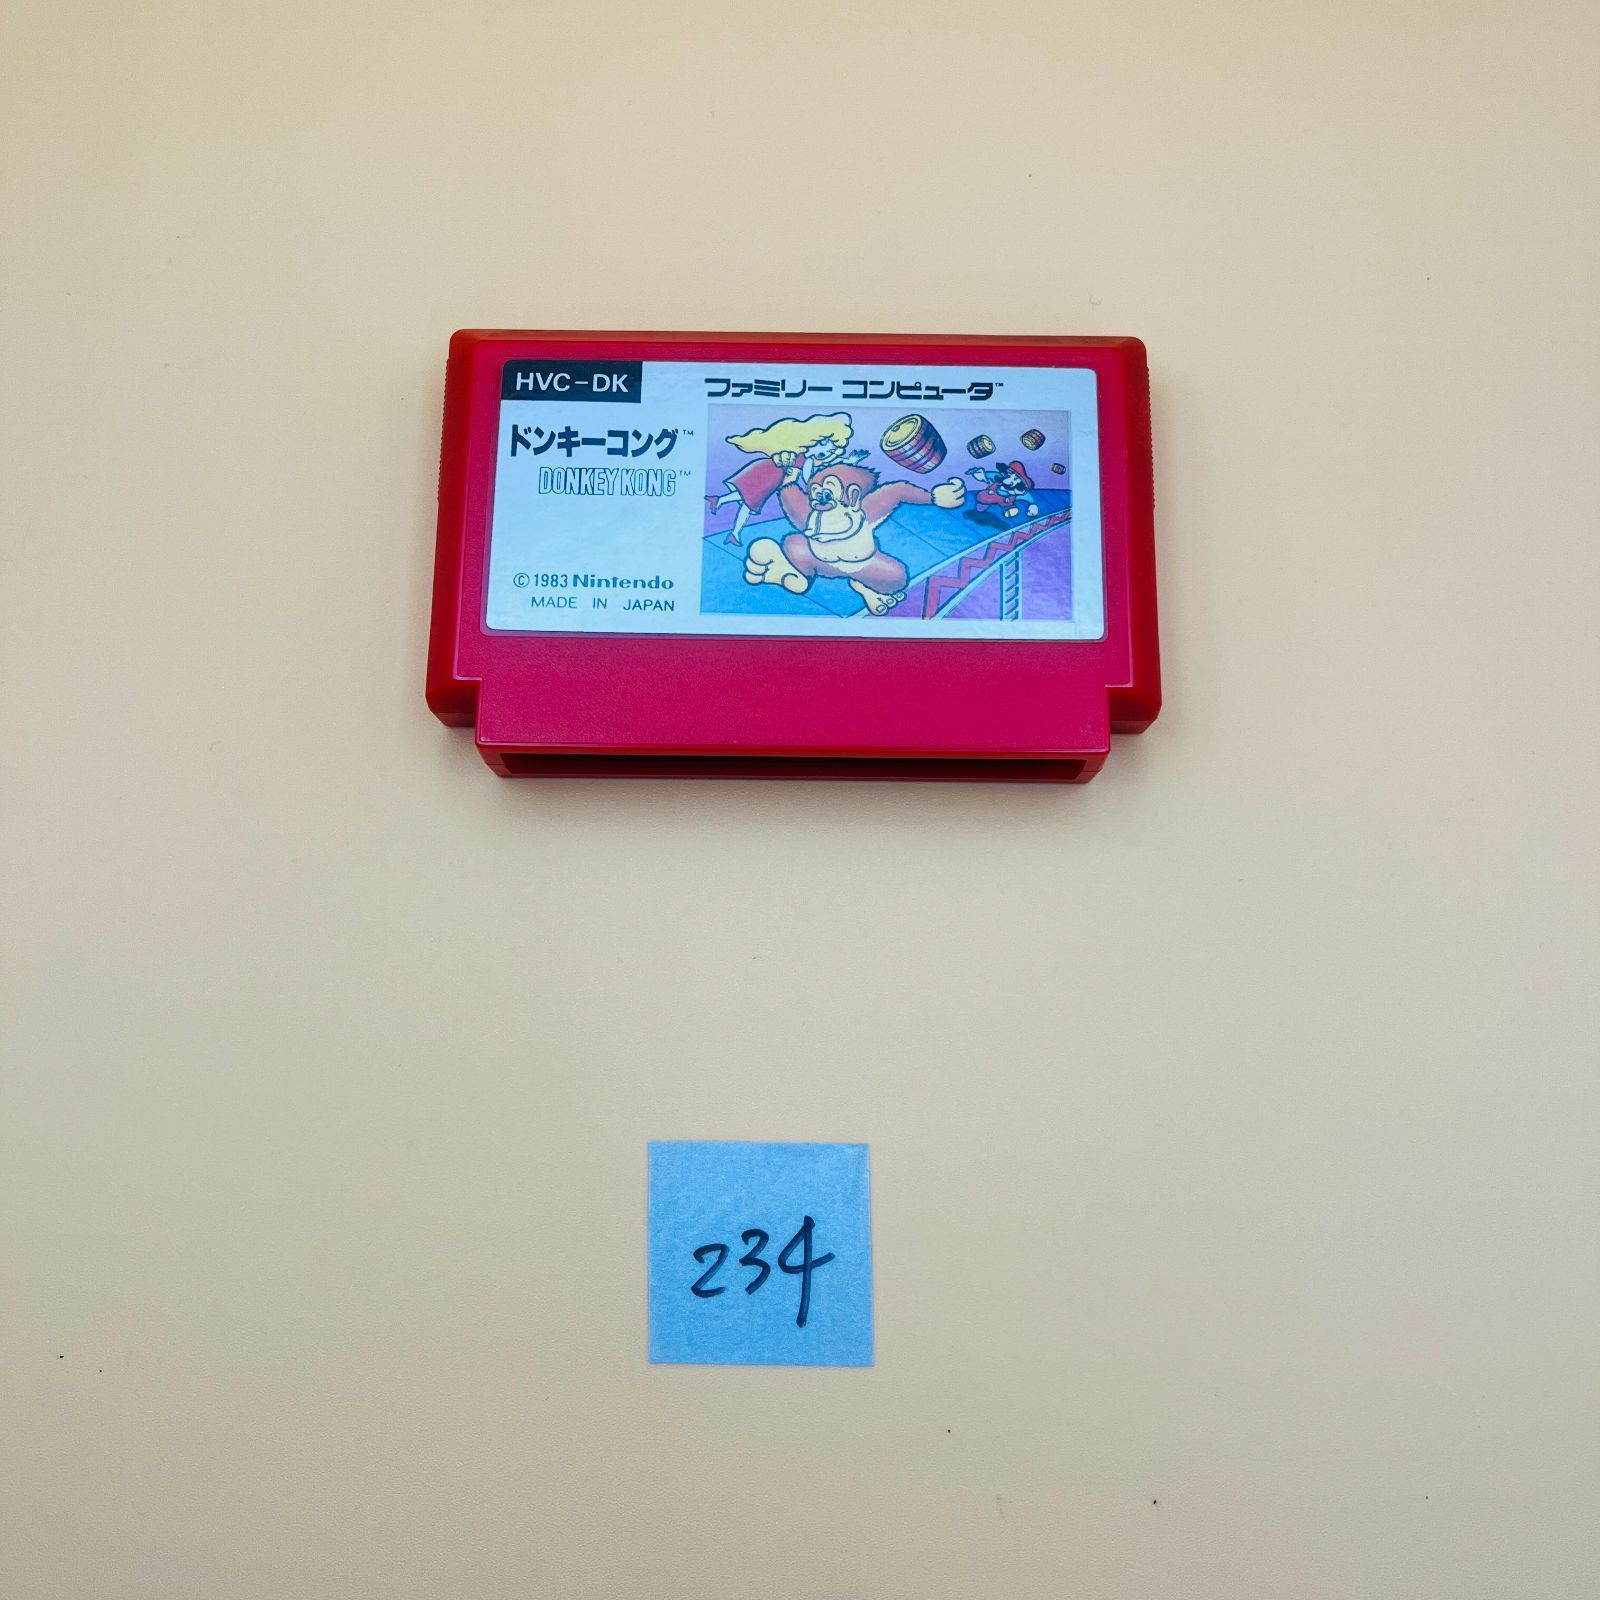 HVC-DK
ファミリー コンピュータ™
ドンキーコング™
DONKEY KONG™
©1983 Nintendo
MADE IN JAPAN
234